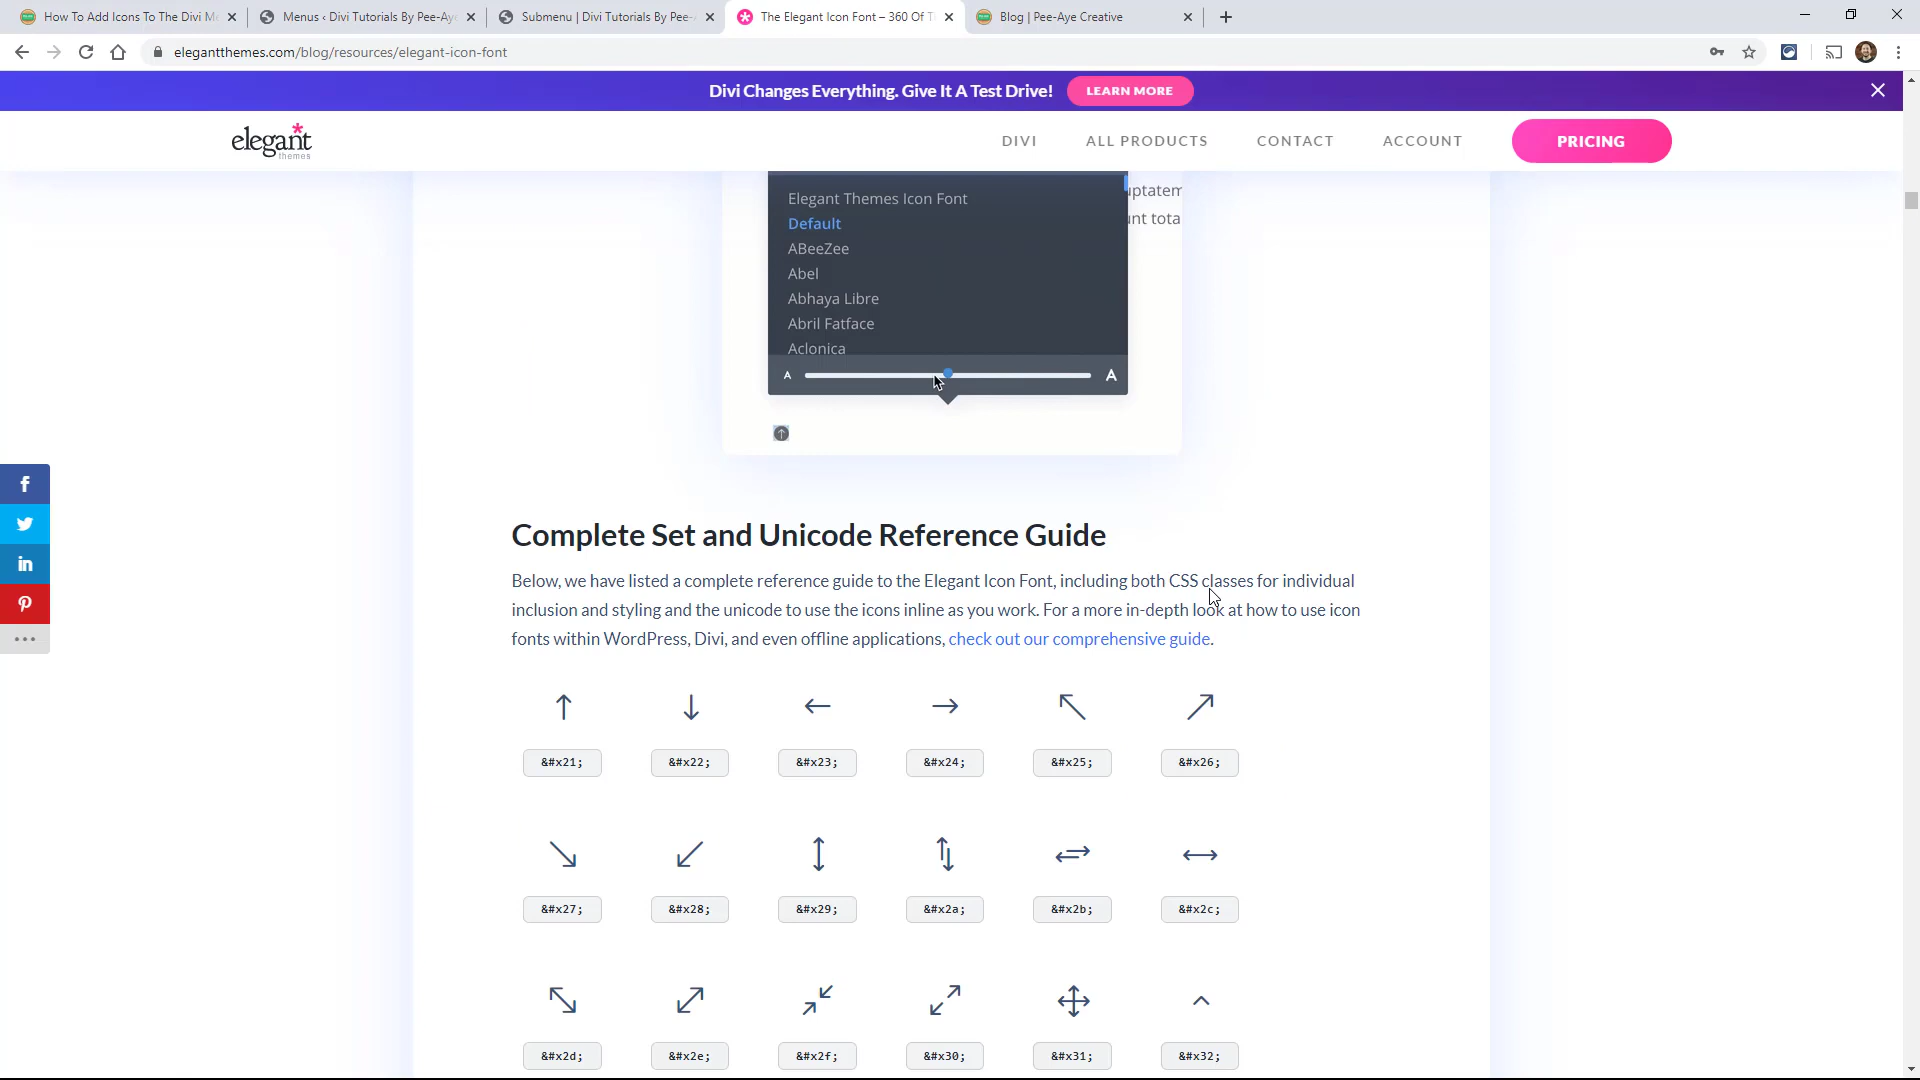 How To Add Icons To The Divi Me
Menus ‹ Divi Tutorials By Pee-Aye
Submenu | Divi Tutorials By Pee-
The Elegant Icon Font – 360 Of T
Blog | Pee-Aye Creative
elegantthemes.com/blog/resources/elegant-icon-font
Divi Changes Everything. Give It A Test Drive!
LEARN MORE
elegant
themes
DIVI
ALL PRODUCTS
CONTACT
ACCOUNT
PRICING
uptatem
Elegant Themes Icon Font
unt tota
Default
ABeeZee
Abel
Abhaya Libre
Abril Fatface
Aclonica
A
A
Complete Set and Unicode Reference Guide
Below, we have listed a complete reference guide to the Elegant Icon Font, including both CSS classes for individual
inclusion and styling and the unicode to use the icons inline as you work. For a more in-depth look at how to use icon
fonts within WordPress, Divi, and even offline applications, check out our comprehensive guide.
&#x21; &#x22; &#x23; &#x24; &#x25; &#x26;
&#x27; &#x28; &#x29; &#x2a; &#x2b; &#x2c;
&#x2d; &#x2e; &#x2f; &#x30; &#x31; &#x32;